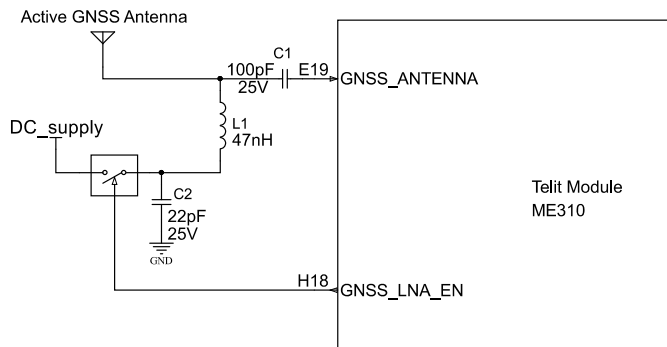 Active GNSS Antenna
C1
100pF
25V
E19
GNSS_ANTENNA
L1
47nH
DC_supply
C2
22pF
25V
GND
Telit Module
ME310
H18
GNSS_LNA_EN